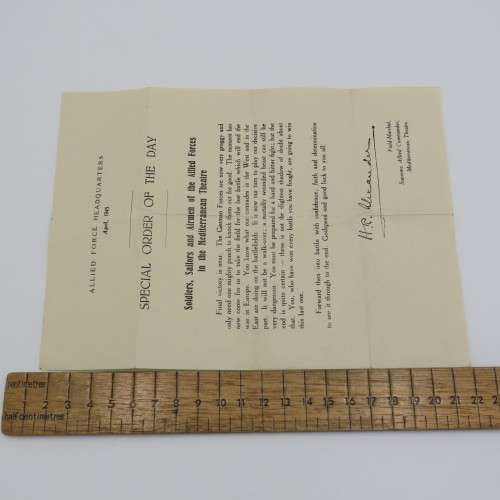 ALLIED FORCE HEADQUARTERS
April, 1945
SPECIAL ORDER OF THE DAY
Soldiers, Sailors and Airmen of the Allied Forces
in the Mediterranean Theatre
Final victory is near. The German Forces are now very groggy and
only need one mighty punch to knock them out for good. The moment has
now come for us to take the field for the last battle which will end the
war in Europe. You know what our comrades in the West and in the
East are doing on the battlefields. It is now our turn to play our decisive
part. It will not be a walk-over; a mortally wounded beast can still be
very dangerous. You must be prepared for a hard and bitter fight; but the
end is quite certain — there is not the slightest shadow of doubt about
that. You, who have won every battle you have fought, are going to win
this last one.
Forward then into battle with confidence, faith and determination
to see it through to the end. Godspeed and good luck to you all.
H.R. Alexander
Field-Marshal,
Supreme Allied Commander,
Mediterranean Theatre.
cms
1 2 3 4 5 6 7 8 9 10 11 12 13 14 15 16 17 18 19 20 21 22 2
half centimetres